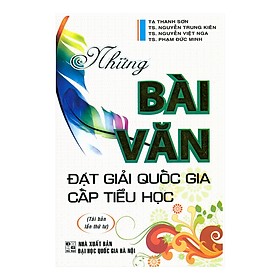 TẠ THANH SƠN
TS. NGUYỄN TRUNG KIÊN
TS. NGUYỄN VIỆT NGA
TS. PHẠM ĐỨC MINH
Những
BÀI
VĂN
ĐẠT GIẢI QUỐC GIA
CẤP TIỂU HỌC
(Tái bản
lần thứ tư)
NHÀ XUẤT BẢN
ĐẠI HỌC QUỐC GIA HÀ NỘI